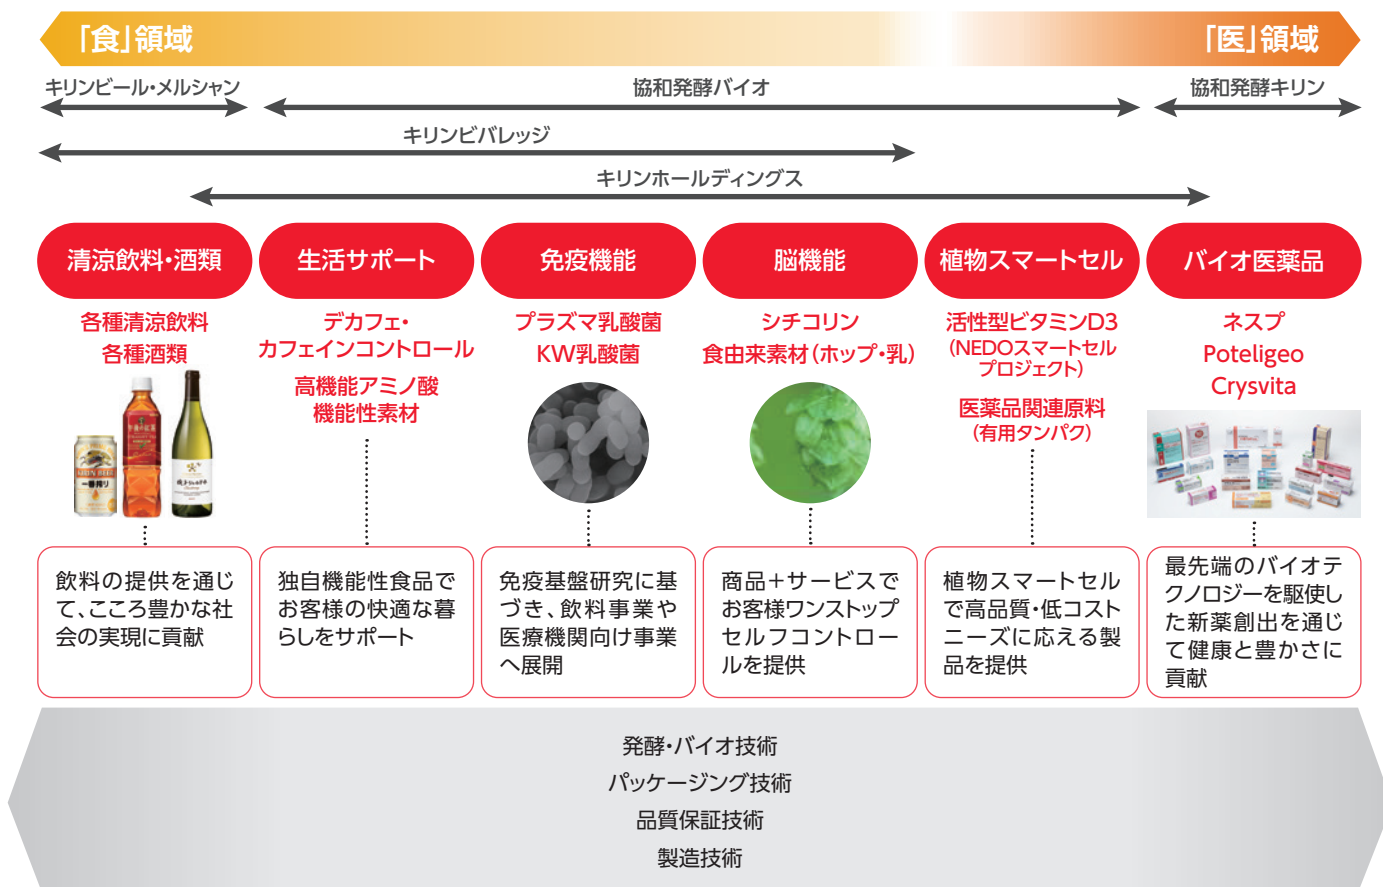 「食」領域
「医」領域
キリンビール・メルシャン
協和発酵バイオ
協和発酵キリン
キリンビバレッジ
キリンホールディングス
清涼飲料・酒類
各種清涼飲料
各種酒類
一番搾り
飲料の提供を通じ
て、こころ豊かな社
会の実現に貢献
生活サポート
デカフェ・
カフェインコントロール
高機能アミノ酸
機能性素材
独自機能性食品で
お客様の快適な暮
らしをサポート
免疫機能
プラズマ乳酸菌
KW乳酸菌
免疫基盤研究に基
づき、飲料事業や
医療機関向け事業
へ展開
脳機能
シチコリン
食由来素材（ホップ・乳）
商品＋サービスで
お客様ワンストップ
セルフコントロー
ルを提供
植物スマートセル
活性型ビタミンD3
（NEDOスマートセル
プロジェクト）
医薬品関連原料
（有用タンパク）
植物スマートセル
で高品質・低コスト
ニーズに応える製
品を提供
バイオ医薬品
ネスプ
Poteligeo
Crysvita
最先端のバイオテ
クノロジーを駆使し
た新薬創出を通じ
て健康と豊かさに
貢献
発酵・バイオ技術
パッケージング技術
品質保証技術
製造技術